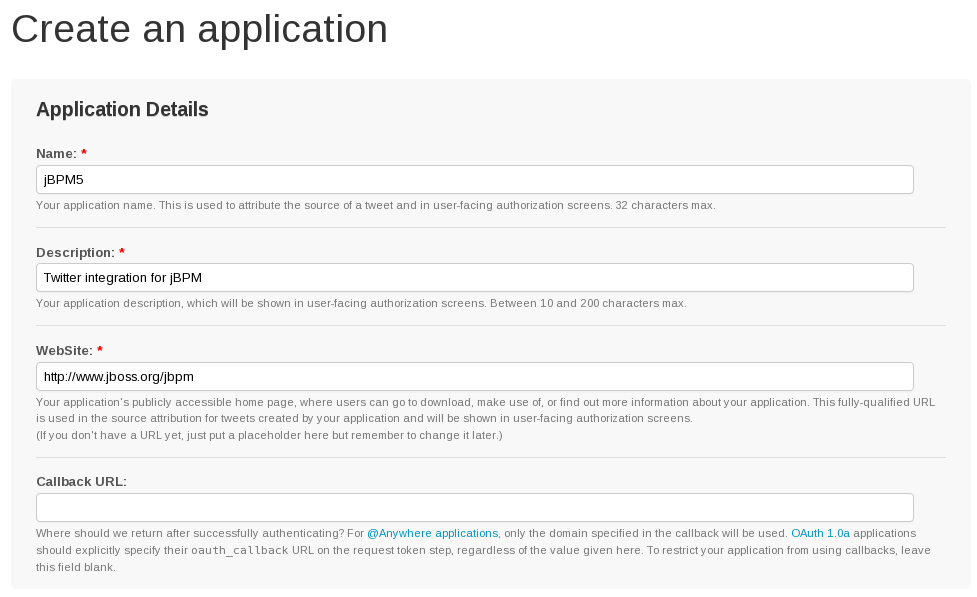 Create an application
Application Details
Name: *
jBPM5
Your application name. This is used to attribute the source of a tweet and in user-facing authorization screens. 32 characters max.
Description: *
Twitter integration for jBPM
Your application description, which will be shown in user-facing authorization screens. Between 10 and 200 characters max.
WebSite: *
http://www.jboss.org/jbpm
Your application's publicly accessible home page, where users can go to download, make use of, or find out more information about your application. This fully-qualified URL
is used in the source attribution for tweets created by your application and will be shown in user-facing authorization screens.
(If you don't have a URL yet, just put a placeholder here but remember to change it later.)
Callback URL:
Where should we return after successfully authenticating? For @Anywhere applications, only the domain specified in the callback will be used. OAuth 1.0a applications
should explicitly specify their oauth_callback URL on the request token step, regardless of the value given here. To restrict your application from using callbacks, leave
this field blank.